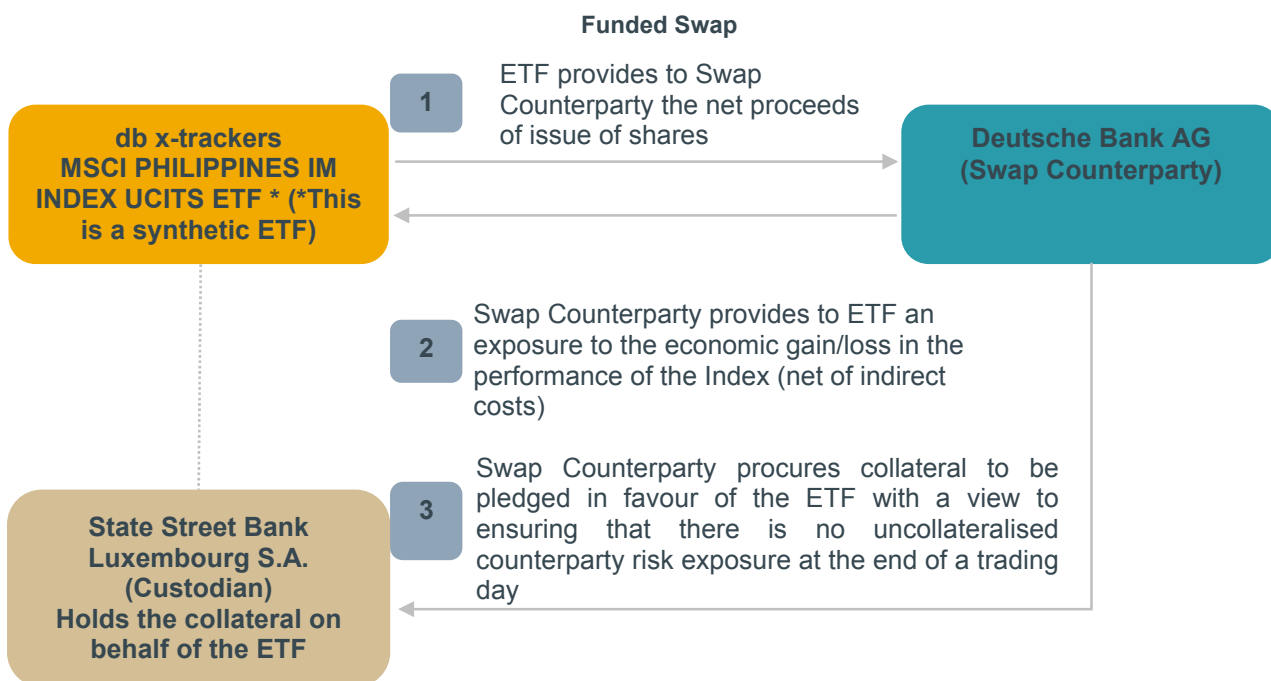 Funded Swap
1
ETF provides to Swap
Counterparty the net proceeds
of issue of shares
db x-trackers
MSCI PHILIPPINES IM
INDEX UCITS ETF * (*This
is a synthetic ETF)
Deutsche Bank AG
(Swap Counterparty)
2
Swap Counterparty provides to ETF an
exposure to the economic gain/loss in the
performance of the Index (net of indirect
costs)
3
Swap Counterparty procures collateral to be
pledged in favour of the ETF with a view to
ensuring that there is no uncollateralised
counterparty risk exposure at the end of a trading
day
State Street Bank
Luxembourg S.A.
(Custodian)
Holds the collateral on
behalf of the ETF